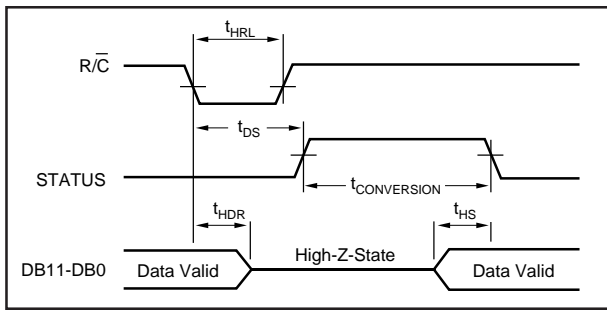 tHRL
R/C̅
tDS
STATUS
tCONVERSION
tHDR
tHS
DB11-DB0
Data Valid
High-Z-State
Data Valid